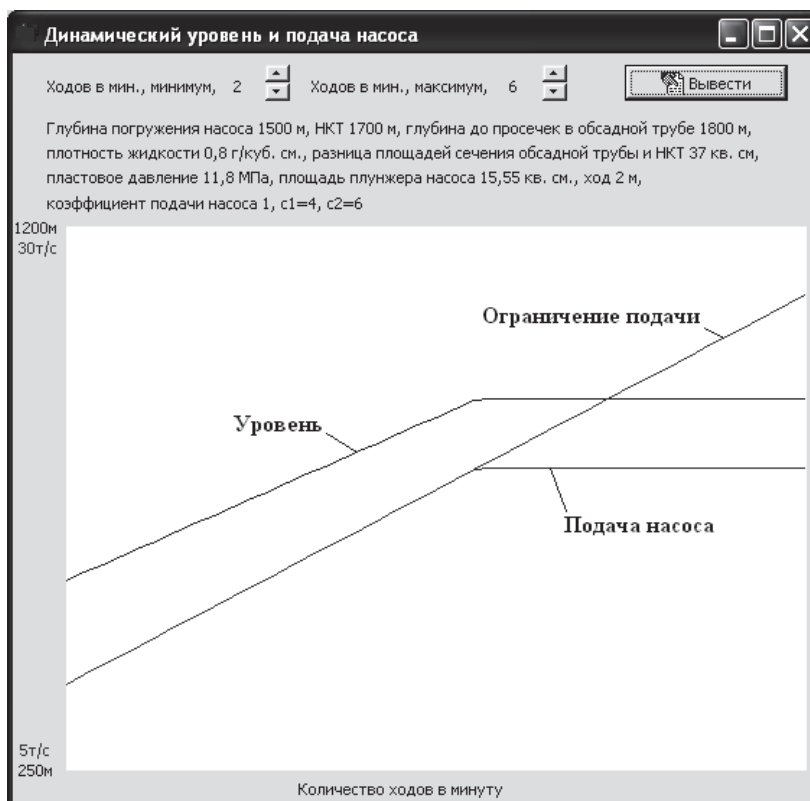 Динамический уровень и подача насоса
Ходов в мин., минимум, 2 Ходов в мин., максимум, 6 Вывести
Глубина погружения насоса 1500 м, НКТ 1700 м, глубина до просечек в обсадной трубе 1800 м,
плотность жидкости 0,8 г/куб. см., разница площадей сечения обсадной трубы и НКТ 37 кв. см,
пластовое давление 11,8 МПа, площадь плунжера насоса 15,55 кв. см., ход 2 м,
коэффициент подачи насоса 1, с1=4, с2=6
1200м
30т/с
Ограничение подачи
Уровень
Подача насоса
5т/с
250м
Количество ходов в минуту